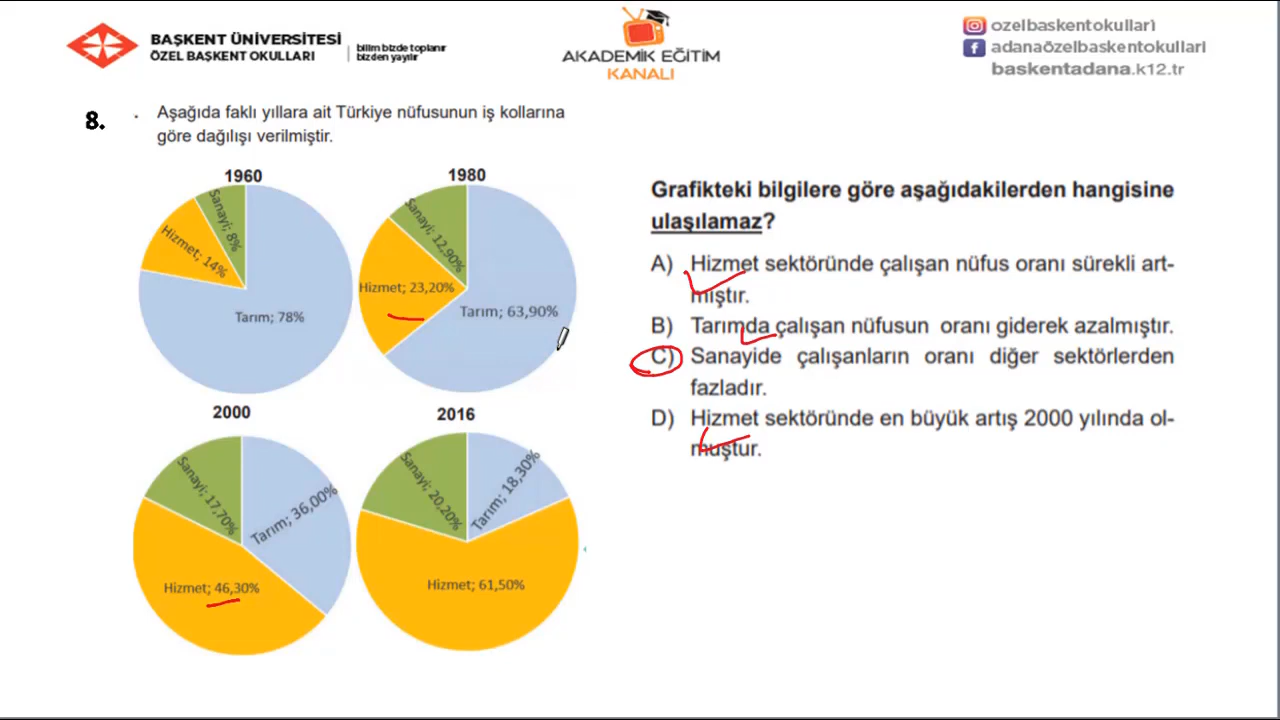 BAŞKENT ÜNİVERSİTESİ
ÖZEL BAŞKENT OKULLARI
bilim bizde toplanır
bizden yayılır
AKADEMİK EĞİTİM
KANALI
ozelbaskentokullari
adanaözelbaskentokullari
baskentadana.k12.tr
8.
. Aşağıda faklı yıllara ait Türkiye nüfusunun iş kollarına
göre dağılışı verilmiştir.
1960
Sanayi; 8%
Hizmet; 14%
Tarım; 78%
1980
Sanayi; 12,90%
Hizmet; 23,20%
Tarım; 63,90%
2000
Sanayi; 17,70%
Tarım; 36,00%
Hizmet; 46,30%
2016
Sanayi; 20,20%
Tarım; 18,30%
Hizmet; 61,50%
Grafikteki bilgilere göre aşağıdakilerden hangisine
ulaşılamaz?
A) Hizmet sektöründe çalışan nüfus oranı sürekli art-
mıştır.
B) Tarımda çalışan nüfusun oranı giderek azalmıştır.
C) Sanayide çalışanların oranı diğer sektörlerden
fazladır.
D) Hizmet sektöründe en büyük artış 2000 yılında ol-
muştur.